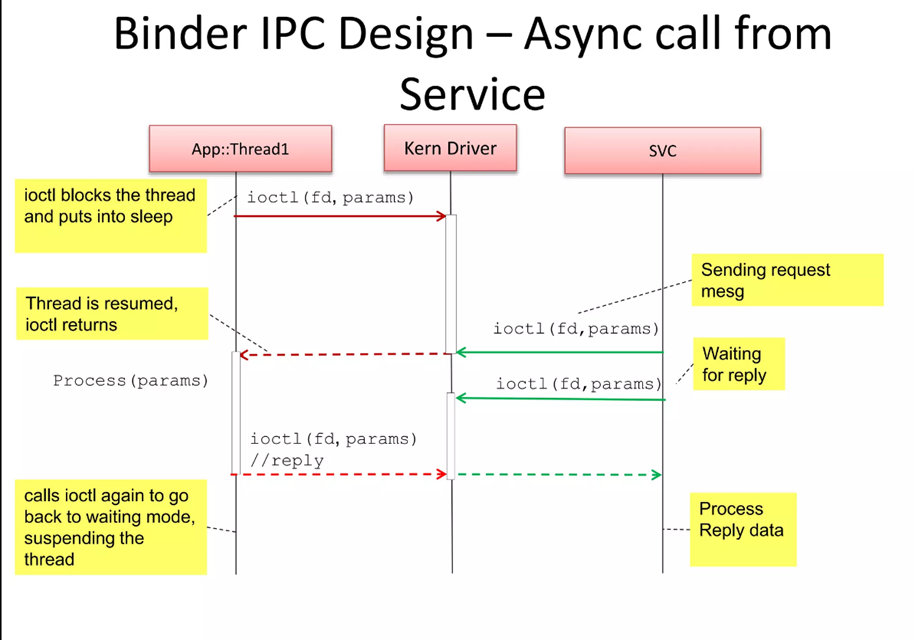 Binder IPC Design – Async call from
Service
App::Thread1
Kern Driver
SVC
ioctl blocks the thread
and puts into sleep
ioctl(fd, params)
Sending request
mesg
Thread is resumed,
ioctl returns
ioctl(fd,params)
Waiting
for reply
Process(params)
ioctl(fd,params)
ioctl(fd, params)
//reply
calls ioctl again to go
back to waiting mode,
suspending the
thread
Process
Reply data